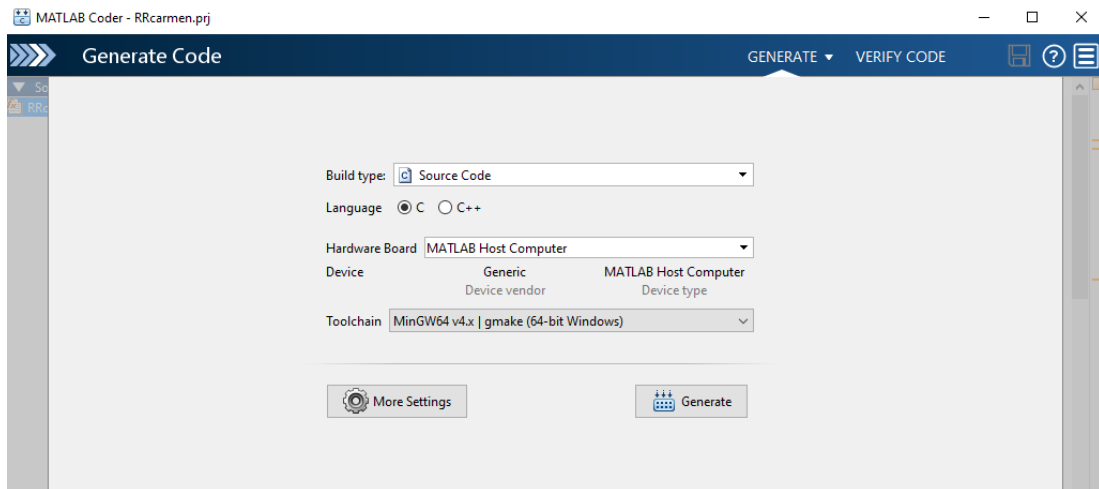 MATLAB Coder - RRcarmen.prj
Generate Code GENERATE VERIFY CODE
So
RRc
Build type: Source Code
Language C C++
Hardware Board MATLAB Host Computer
Device Generic MATLAB Host Computer
Device vendor Device type
Toolchain MinGW64 v4.x | gmake (64-bit Windows)
More Settings Generate